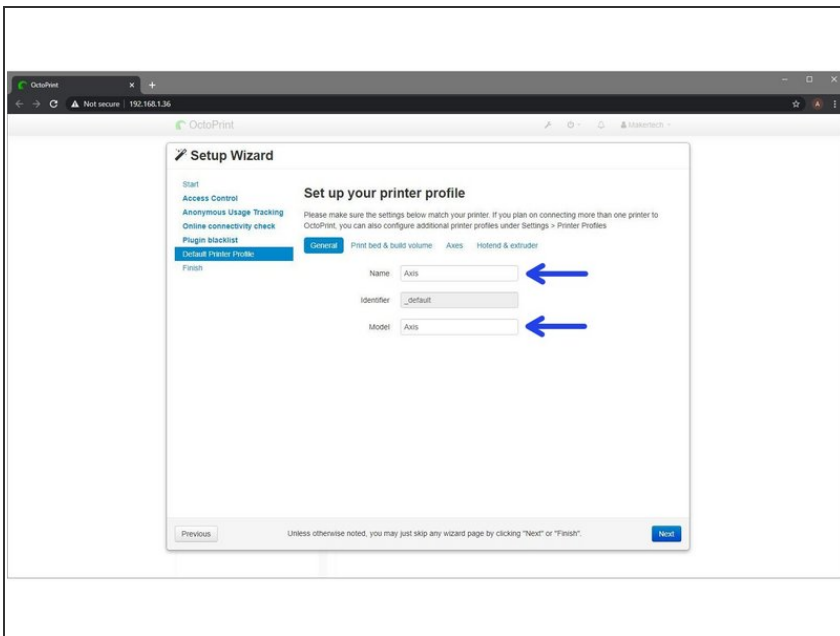 OctoPrint
Not secure | 192.168.1.36
OctoPrint
Makertech
Setup Wizard
Start
Access Control
Anonymous Usage Tracking
Online connectivity check
Plugin blacklist
Default Printer Profile
Finish
Set up your printer profile
Please make sure the settings below match your printer. If you plan on connecting more than one printer to
OctoPrint, you can also configure additional printer profiles under Settings > Printer Profiles
General Print bed & build volume Axes Hotend & extruder
Name Axis
Identifier _default
Model Axis
Previous Unless otherwise noted, you may just skip any wizard page by clicking "Next" or "Finish". Next